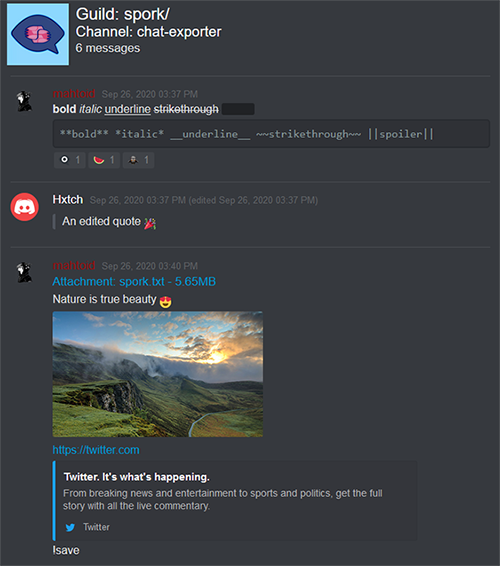 Guild: spork/
Channel: chat-exporter
6 messages
Sep 26, 2020 03:37 PM
bold italic underline strikethrough
**bold** *italic* __underline__ ~~strikethrough~~ ||spoiler||
1 1 1
Hxtch Sep 26, 2020 03:37 PM (edited Sep 26, 2020 03:37 PM)
An edited quote
Sep 26, 2020 03:40 PM
Attachment: spork.txt - 5.65MB
Nature is true beauty
https://twitter.com
Twitter. It's what's happening.
From breaking news and entertainment to sports and politics, get the full
story with all the live commentary.
Twitter
!save